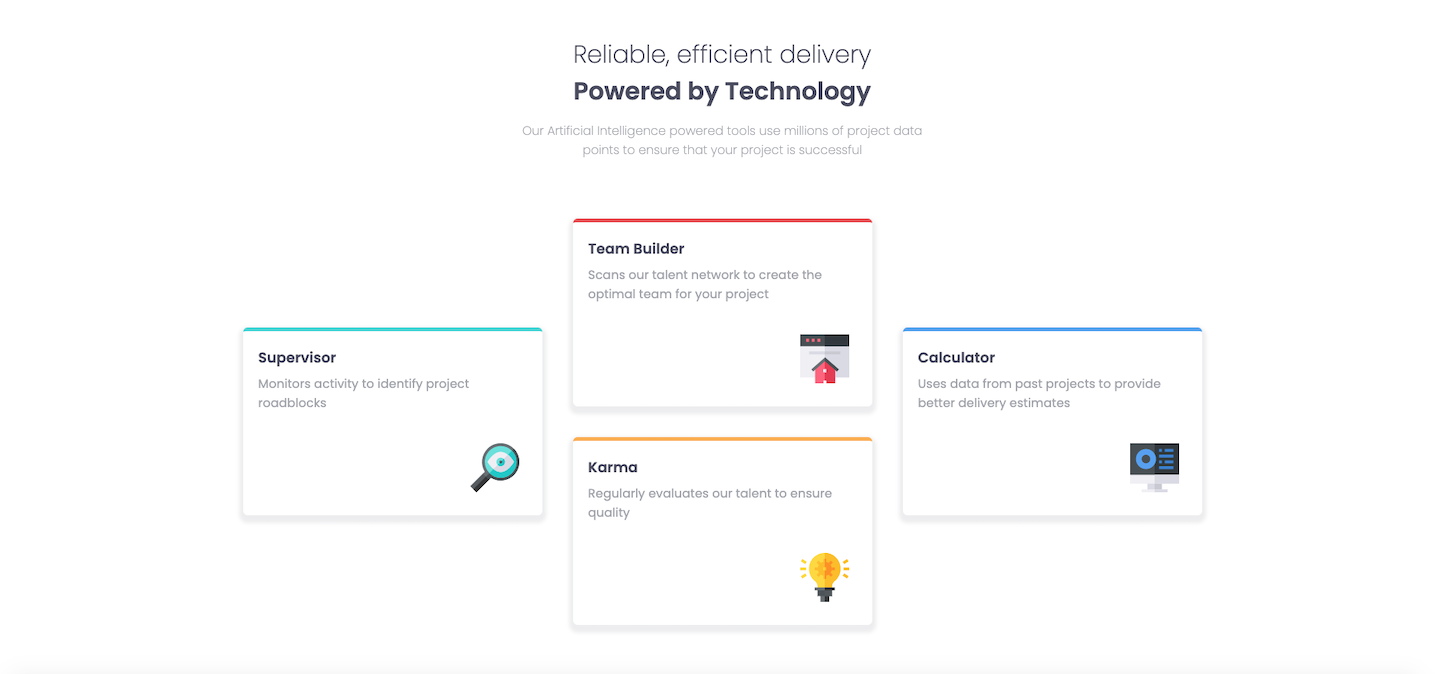 Reliable, efficient delivery
Powered by Technology
Our Artificial Intelligence powered tools use millions of project data
points to ensure that your project is successful
Team Builder
Scans our talent network to create the
optimal team for your project
Supervisor
Monitors activity to identify project
roadblocks
Calculator
Uses data from past projects to provide
better delivery estimates
Karma
Regularly evaluates our talent to ensure
quality